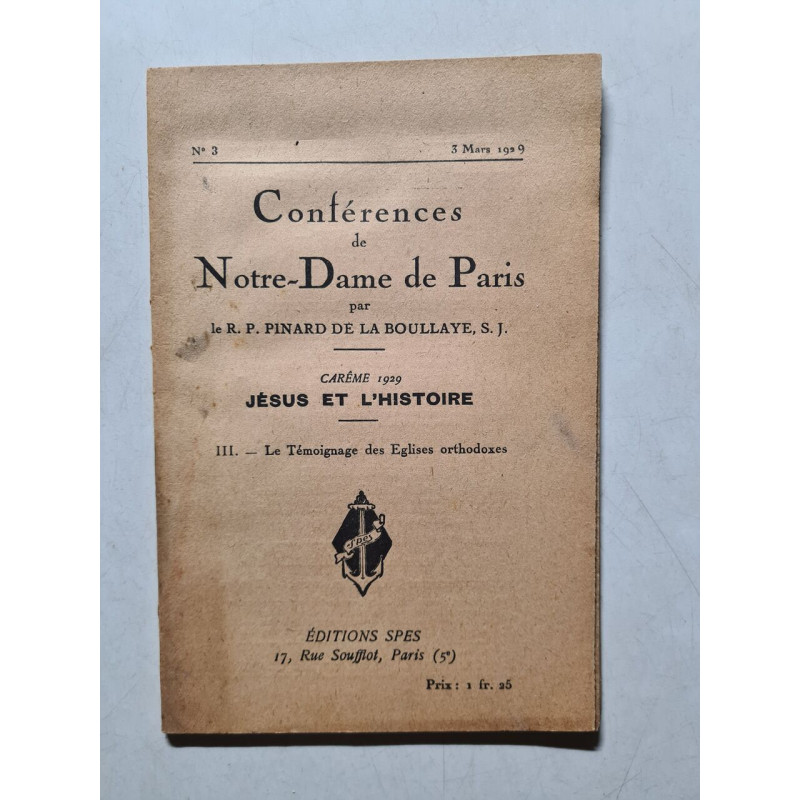 Nº 3 3 Mars 1929
Conférences
de
Notre-Dame de Paris
par
le R. P. PINARD DE LA BOULLAYE, S. J.
CARÊME 1929
JÉSUS ET L'HISTOIRE
III. — Le Témoignage des Eglises orthodoxes
Spes
ÉDITIONS SPES
17, Rue Soufflot, Paris (5e)
Prix : 1 fr. 25